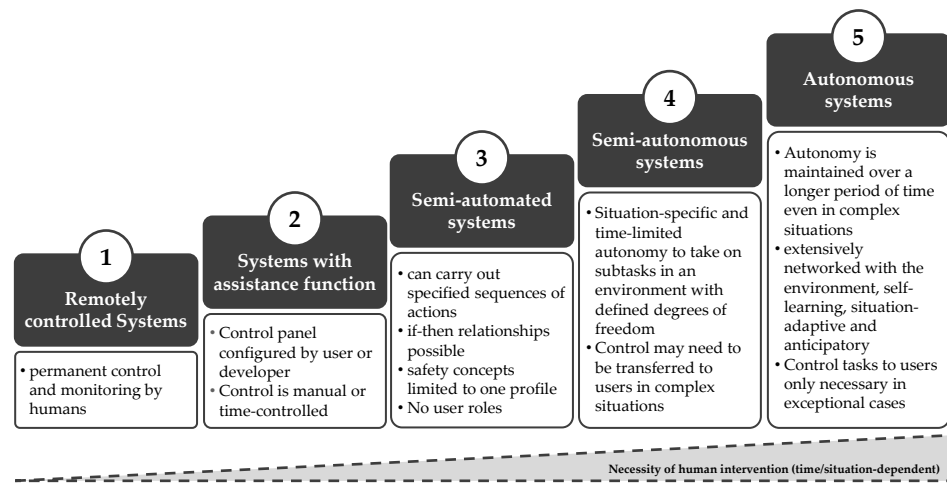 1
Remotely
controlled Systems
• permanent control
and monitoring by
humans
2
Systems with
assistance function
• Control panel
configured by user or
developer
• Control is manual or
time-controlled
3
Semi-automated
systems
• can carry out
specified sequences of
actions
• if-then relationships
possible
• safety concepts
limited to one profile
• No user roles
4
Semi-autonomous
systems
• Situation-specific and
time-limited
autonomy to take on
subtasks in an
environment with
defined degrees of
freedom
• Control may need to
be transferred to
users in complex
situations
5
Autonomous
systems
• Autonomy is
maintained over a
longer period of time
even in complex
situations
• extensively
networked with the
environment, self-
learning, situation-
adaptive and
anticipatory
• Control tasks to users
only necessary in
exceptional cases
Necessity of human intervention (time/situation-dependent)